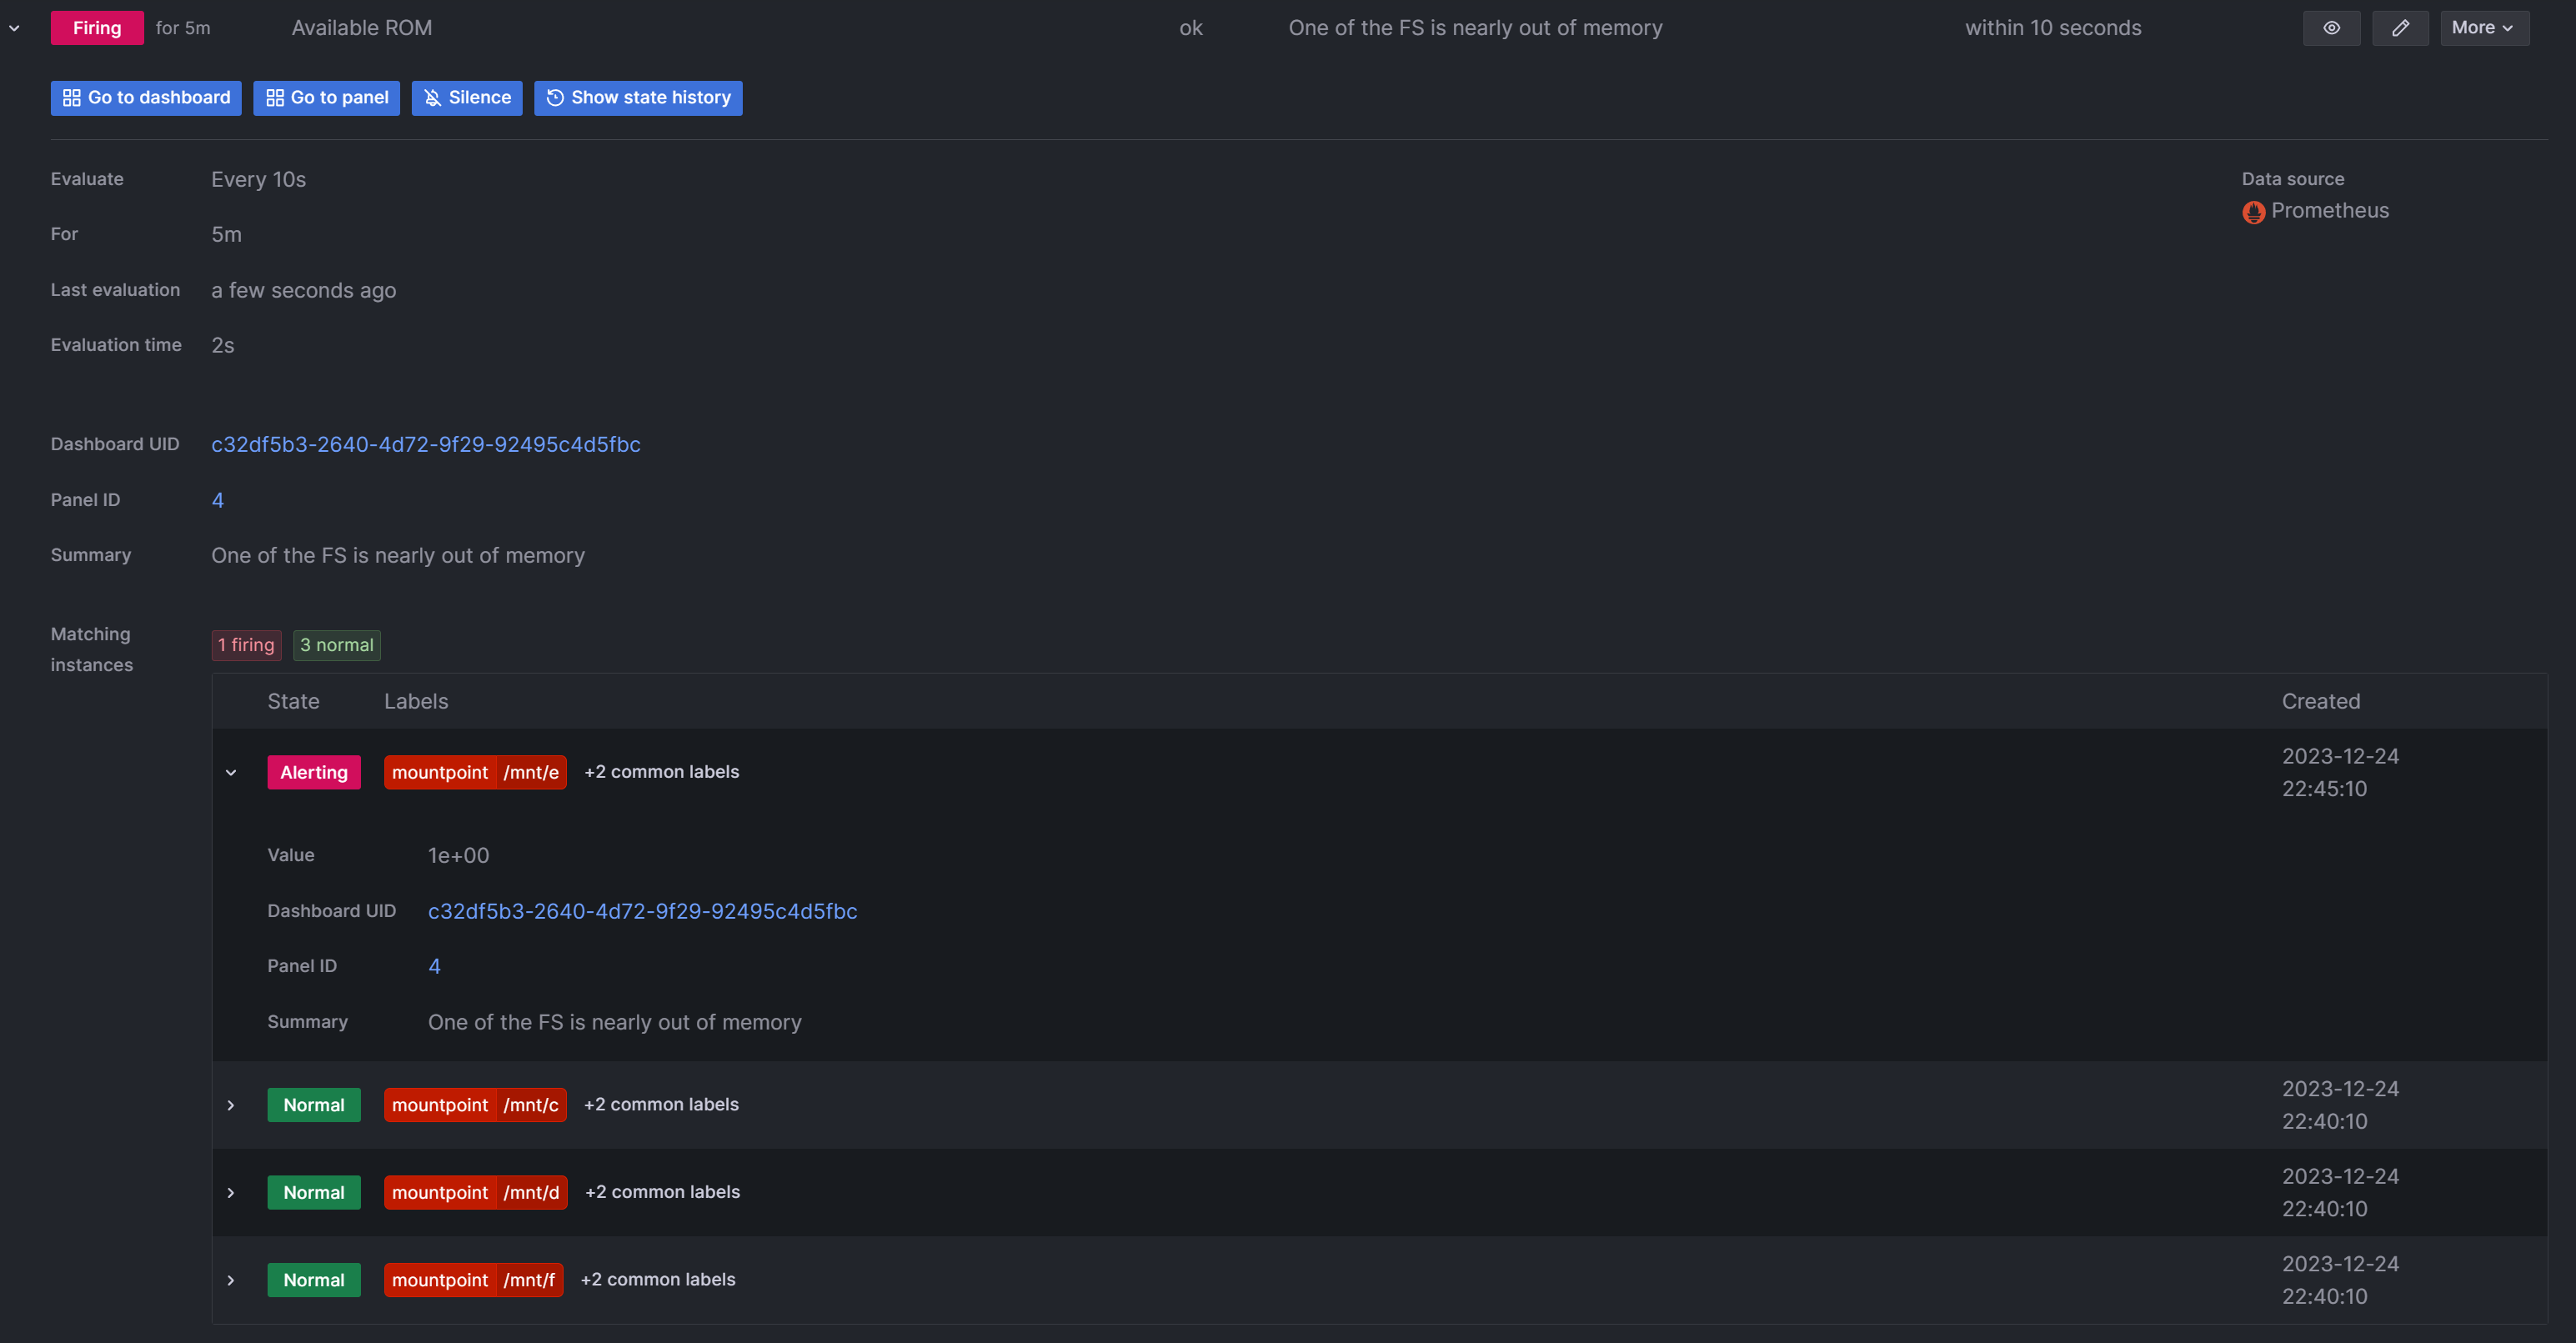 Firing for 5m Available ROM ok One of the FS is nearly out of memory within 10 seconds More
Go to dashboard Go to panel Silence Show state history
Evaluate Every 10s
Data source
Prometheus
For 5m
Last evaluation a few seconds ago
Evaluation time 2s
Dashboard UID c32df5b3-2640-4d72-9f29-92495c4d5fbc
Panel ID 4
Summary One of the FS is nearly out of memory
Matching
instances
1 firing 3 normal
State Labels Created
Alerting mountpoint /mnt/e +2 common labels 2023-12-24
22:45:10
Value 1e+00
Dashboard UID c32df5b3-2640-4d72-9f29-92495c4d5fbc
Panel ID 4
Summary One of the FS is nearly out of memory
Normal mountpoint /mnt/c +2 common labels 2023-12-24
22:40:10
Normal mountpoint /mnt/d +2 common labels 2023-12-24
22:40:10
Normal mountpoint /mnt/f +2 common labels 2023-12-24
22:40:10